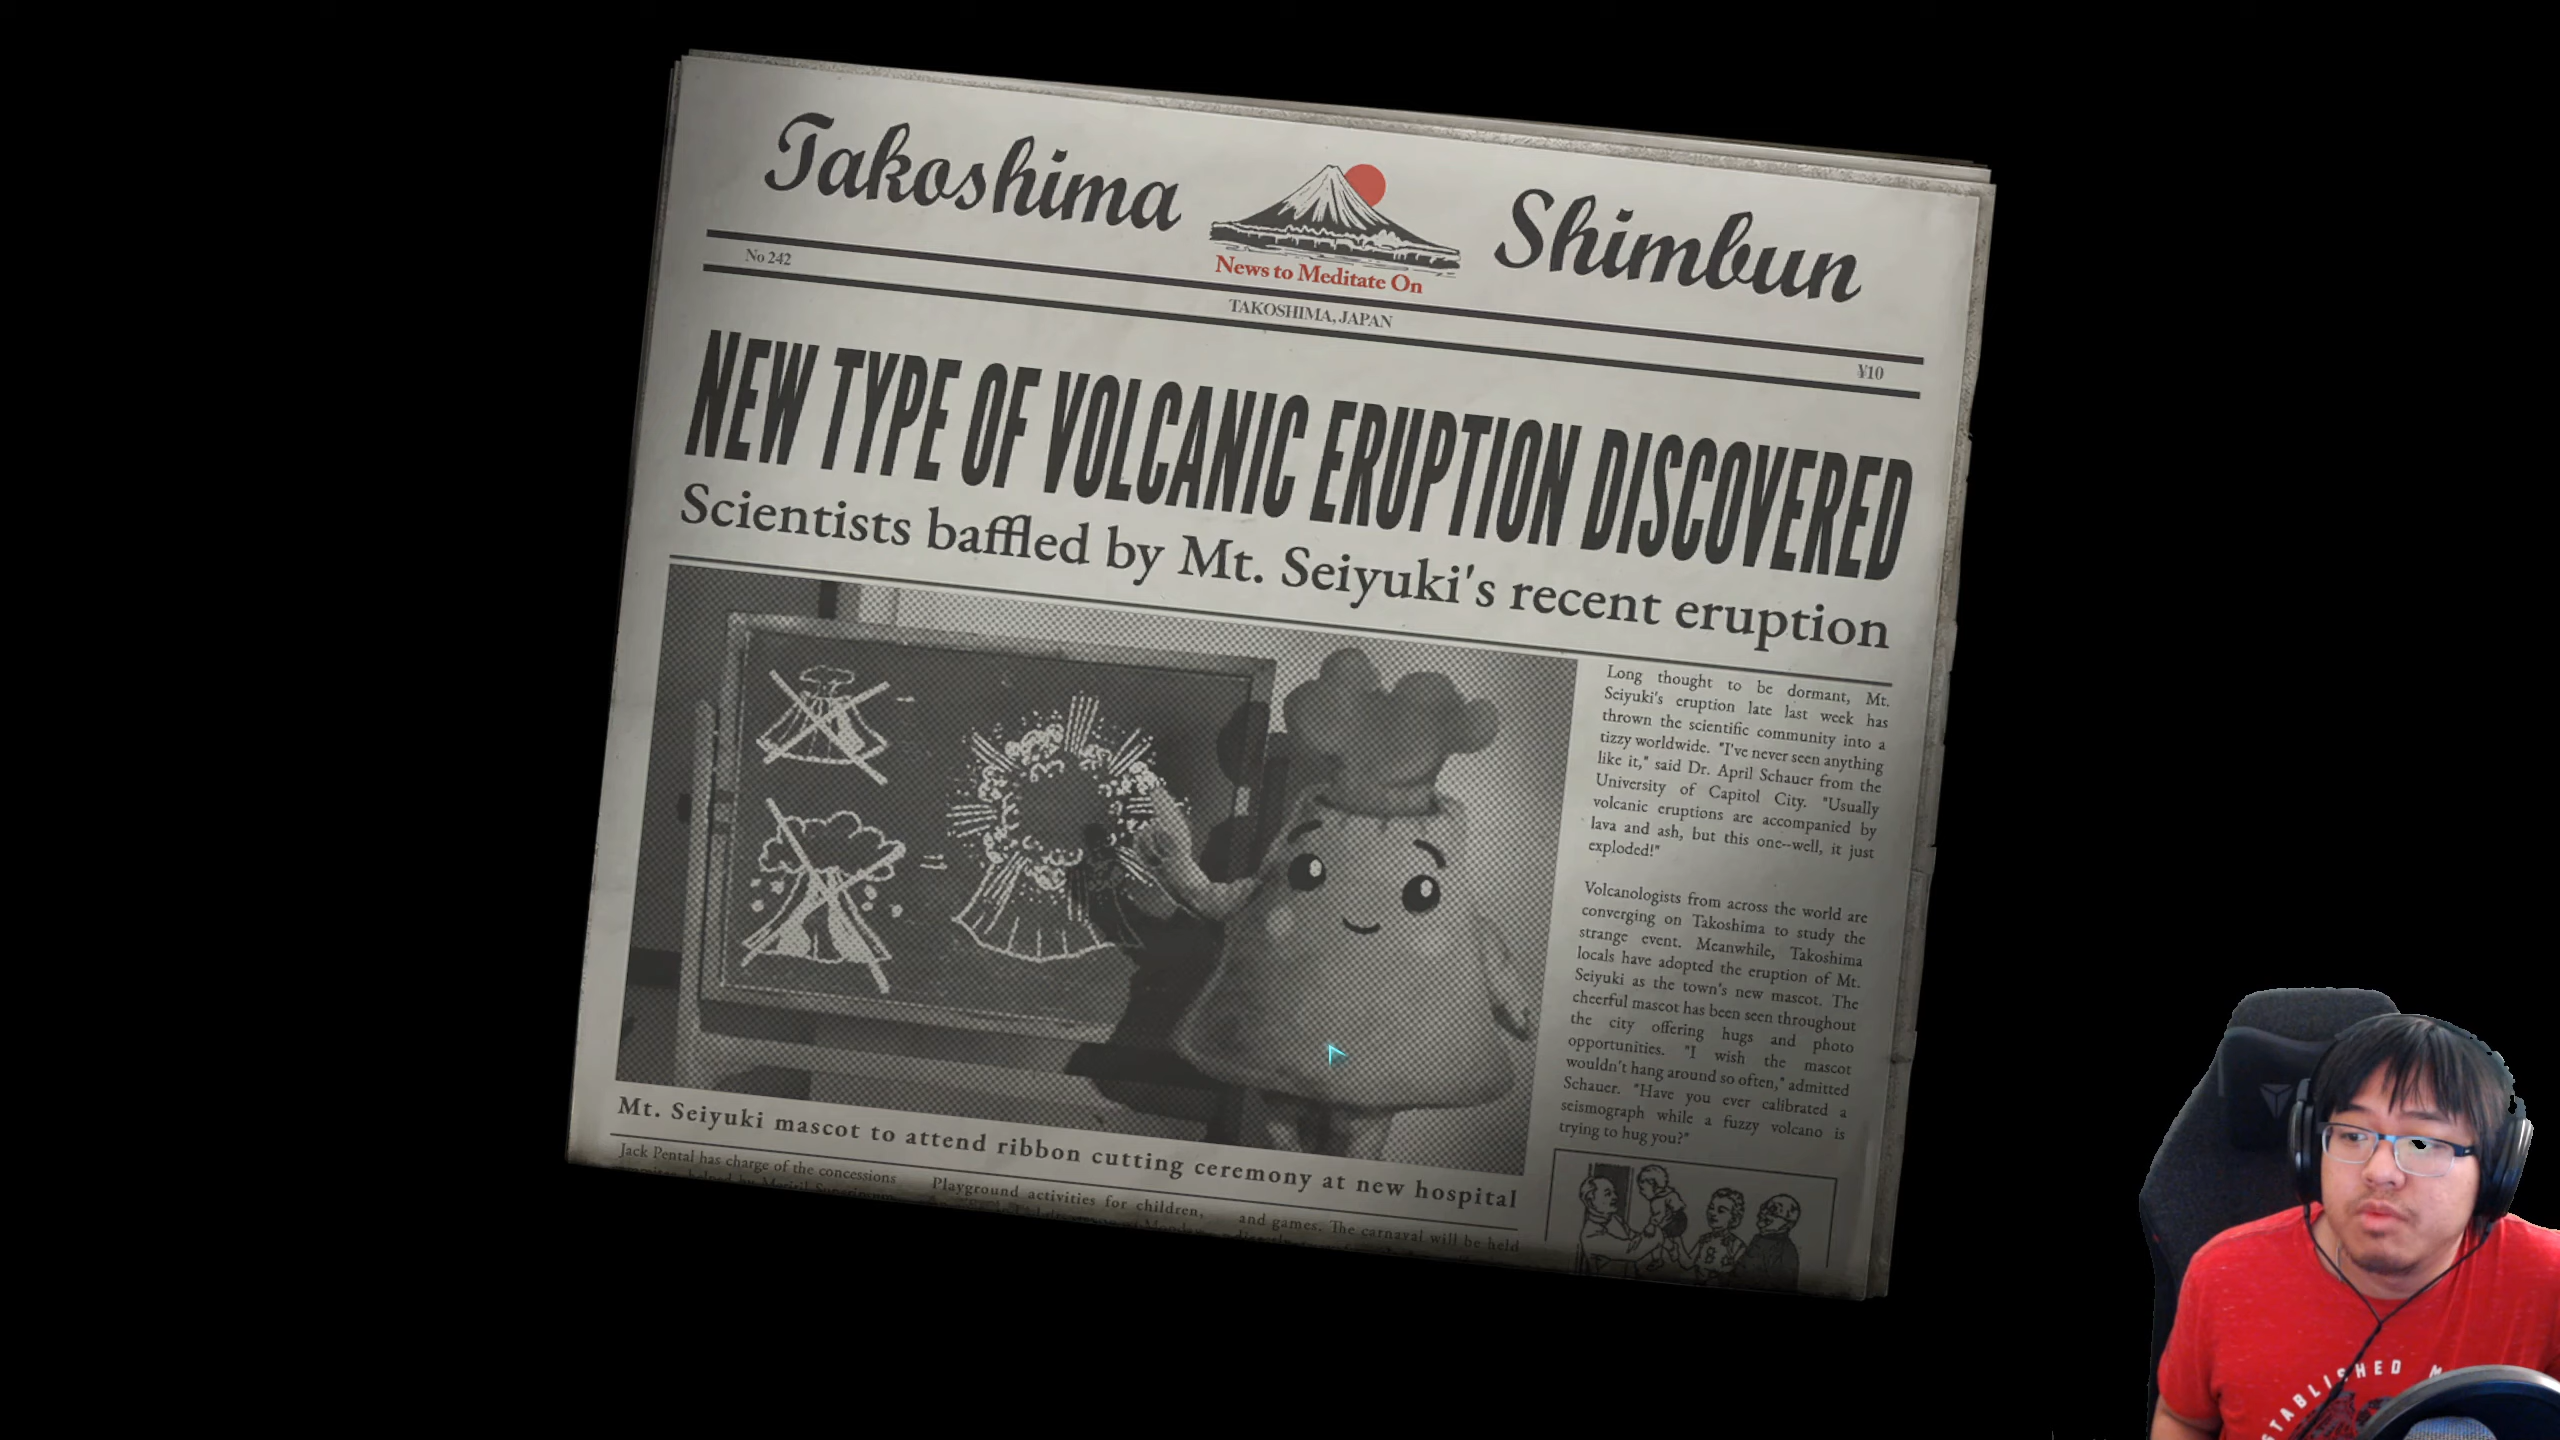 Takoshima Shimbun
News to Meditate On
No 242
TAKOSHIMA, JAPAN
¥10
NEW TYPE OF VOLCANIC ERUPTION DISCOVERED
Scientists baffled by Mt. Seiyuki's recent eruption
Long thought to be dormant, Mt.
Seiyuki's eruption late last week has
thrown the scientific community into a
tizzy worldwide. "I've never seen anything
like it," said Dr. April Schauer from the
University of Capitol City. "Usually
volcanic eruptions are accompanied by
lava and ash, but this one--well, it just
exploded!"
Volcanologists from across the world are
converging on Takoshima to study the
strange event. Meanwhile, Takoshima
locals have adopted the eruption of Mt.
Seiyuki as the town's new mascot. The
cheerful mascot has been seen throughout
the city offering hugs and photo
opportunities. "I wish the mascot
wouldn't hang around so often," admitted
Schauer. "Have you ever calibrated a
seismograph while a fuzzy volcano is
trying to hug you?"
Mt. Seiyuki mascot to attend ribbon cutting ceremony at new hospital
Jack Pental has charge of the concessions
Playground activities for children,
and games. The carnaval will be held